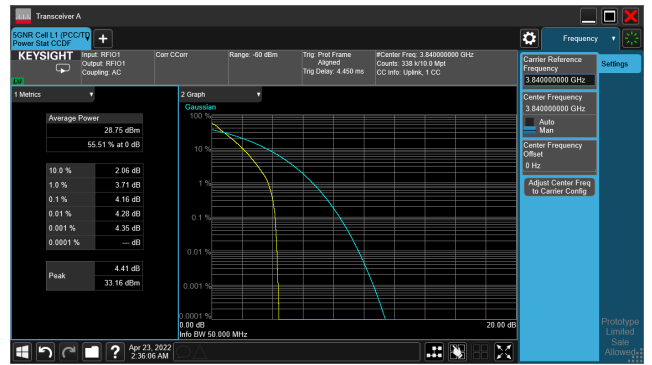 Transceiver A
5GNR Cell L1 (PCC/TD
Power Stat CCDF
KEYSIGHT
Input: RFIO1
Output: RFIO1
Coupling: AC
Corr CCorr
Range: -60 dBm
Trig: Prot Frame
Aligned
Trig Delay: 4.450 ms
#Center Freq: 3.840000000 GHz
Counts: 338 k/10.0 Mpt
CC Info: Uplink, 1 CC
Frequency
Carrier Reference
Frequency
3.840000000 GHz
Settings
Center Frequency
3.840000000 GHz
Auto
Man
Center Frequency
Offset
0 Hz
Adjust Center Freq
to Carrier Config
1 Metrics
Average Power
28.75 dBm
55.51 % at 0 dB
10.0 % 2.06 dB
1.0 % 3.71 dB
0.1 % 4.16 dB
0.01 % 4.28 dB
0.001 % 4.35 dB
0.0001 % --- dB
Peak
4.41 dB
33.16 dBm
2 Graph
Gaussian
100 %
10 %
1 %
0.1 %
0.01 %
0.001 %
0.0001 %
0.00 dB 20.00 dB
Info BW 50.000 MHz
Apr 23, 2022
2:36:06 AM
Prototype
Limited
Sale
Allowed